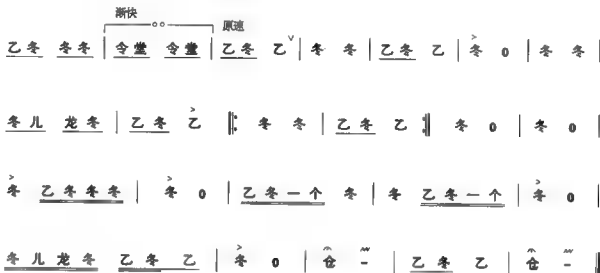 渐快 原速
乙冬 冬冬 | 令堂 令堂 | 乙冬 乙 | 冬 冬 | 乙冬 乙 | 冬 0 | 冬 冬 |
冬儿 龙冬 | 乙冬 乙 ‖: 冬 冬 | 乙冬 乙 :‖ 冬 0 | 冬 0 |
冬 乙冬冬冬 | 冬 0 | 乙冬一个 冬 | 冬 乙冬一个 | 冬 0 |
冬儿龙冬 乙冬 乙 | 冬 0 | 仓 - | 乙冬 乙 | 仓 - ‖